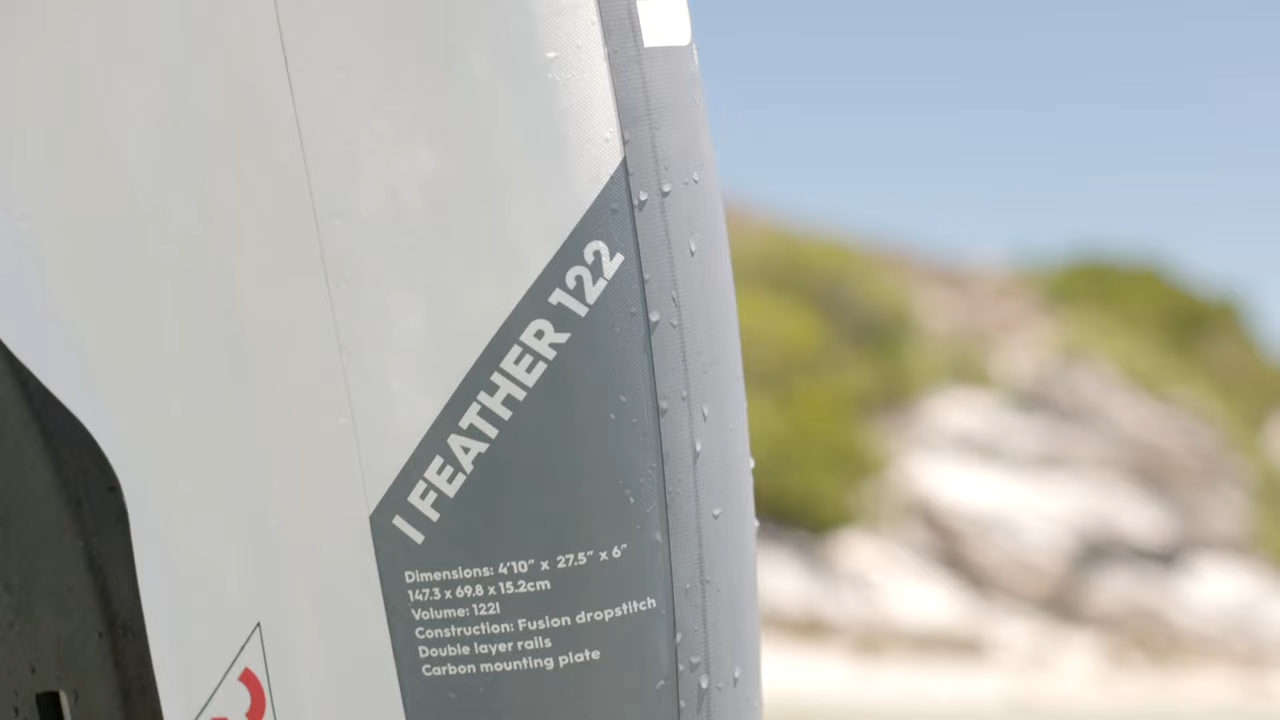 I FEATHER 122
Dimensions: 4'10" x 27.5" x 6"
147.3 x 69.8 x 15.2cm
Volume: 122l
Construction: Fusion dropstitch
Double layer rails
Carbon mounting plate